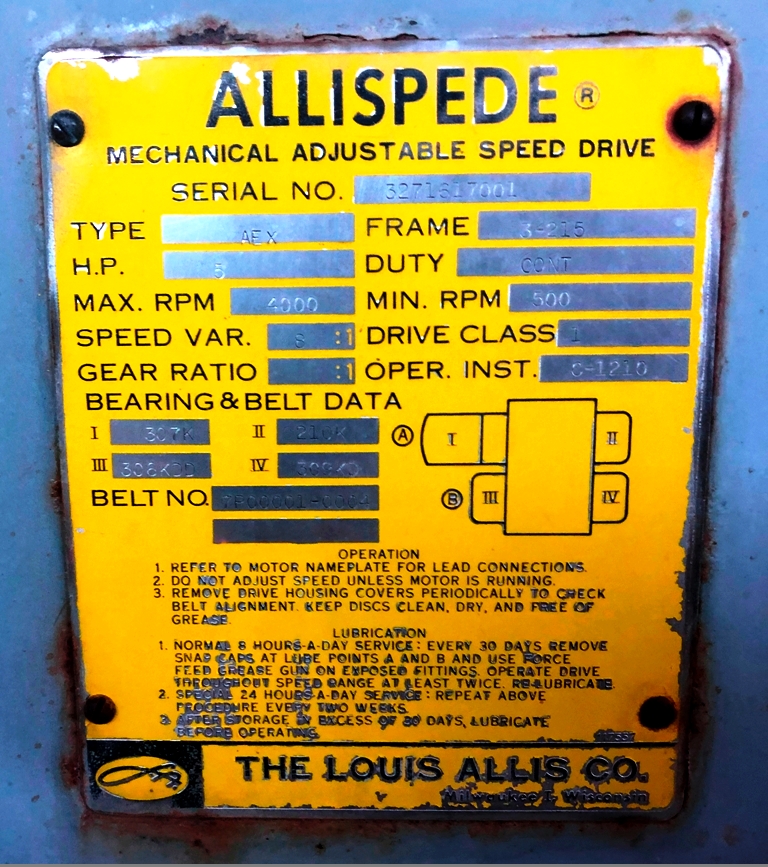 ALLISPEDE ®
MECHANICAL ADJUSTABLE SPEED DRIVE
SERIAL NO. 3271617001
TYPE AEX FRAME 3-215
H.P. 5 DUTY CONT
MAX. RPM 4000 MIN. RPM 500
SPEED VAR. 8 :1 DRIVE CLASS 1
GEAR RATIO :1 OPER. INST.
BEARING & BELT DATA
I 307K II A I II
III IV B III IV
BELT NO.
OPERATION
1. REFER TO MOTOR NAMEPLATE FOR LEAD CONNECTIONS.
2. DO NOT ADJUST SPEED UNLESS MOTOR IS RUNNING.
3. REMOVE DRIVE HOUSING COVERS PERIODICALLY TO CHECK
BELT ALIGNMENT. KEEP DISCS CLEAN, DRY, AND FREE OF
GREASE.
LUBRICATION
1. NORMAL 8 HOURS-A-DAY SERVICE: EVERY 30 DAYS REMOVE
SNAP CAPS AT LUBE POINTS A AND B AND USE FORCE
FEED GREASE GUN ON EXPOSED FITTINGS. OPERATE DRIVE
THROUGHOUT SPEED RANGE AT LEAST TWICE. RE-LUBRICATE.
2. SPECIAL 24 HOURS-A-DAY SERVICE: REPEAT ABOVE
PROCEDURE EVERY TWO WEEKS.
3. AFTER STORAGE IN EXCESS OF 30 DAYS, LUBRICATE
BEFORE OPERATING.
THE LOUIS ALLIS CO.
Milwaukee 1, Wisconsin